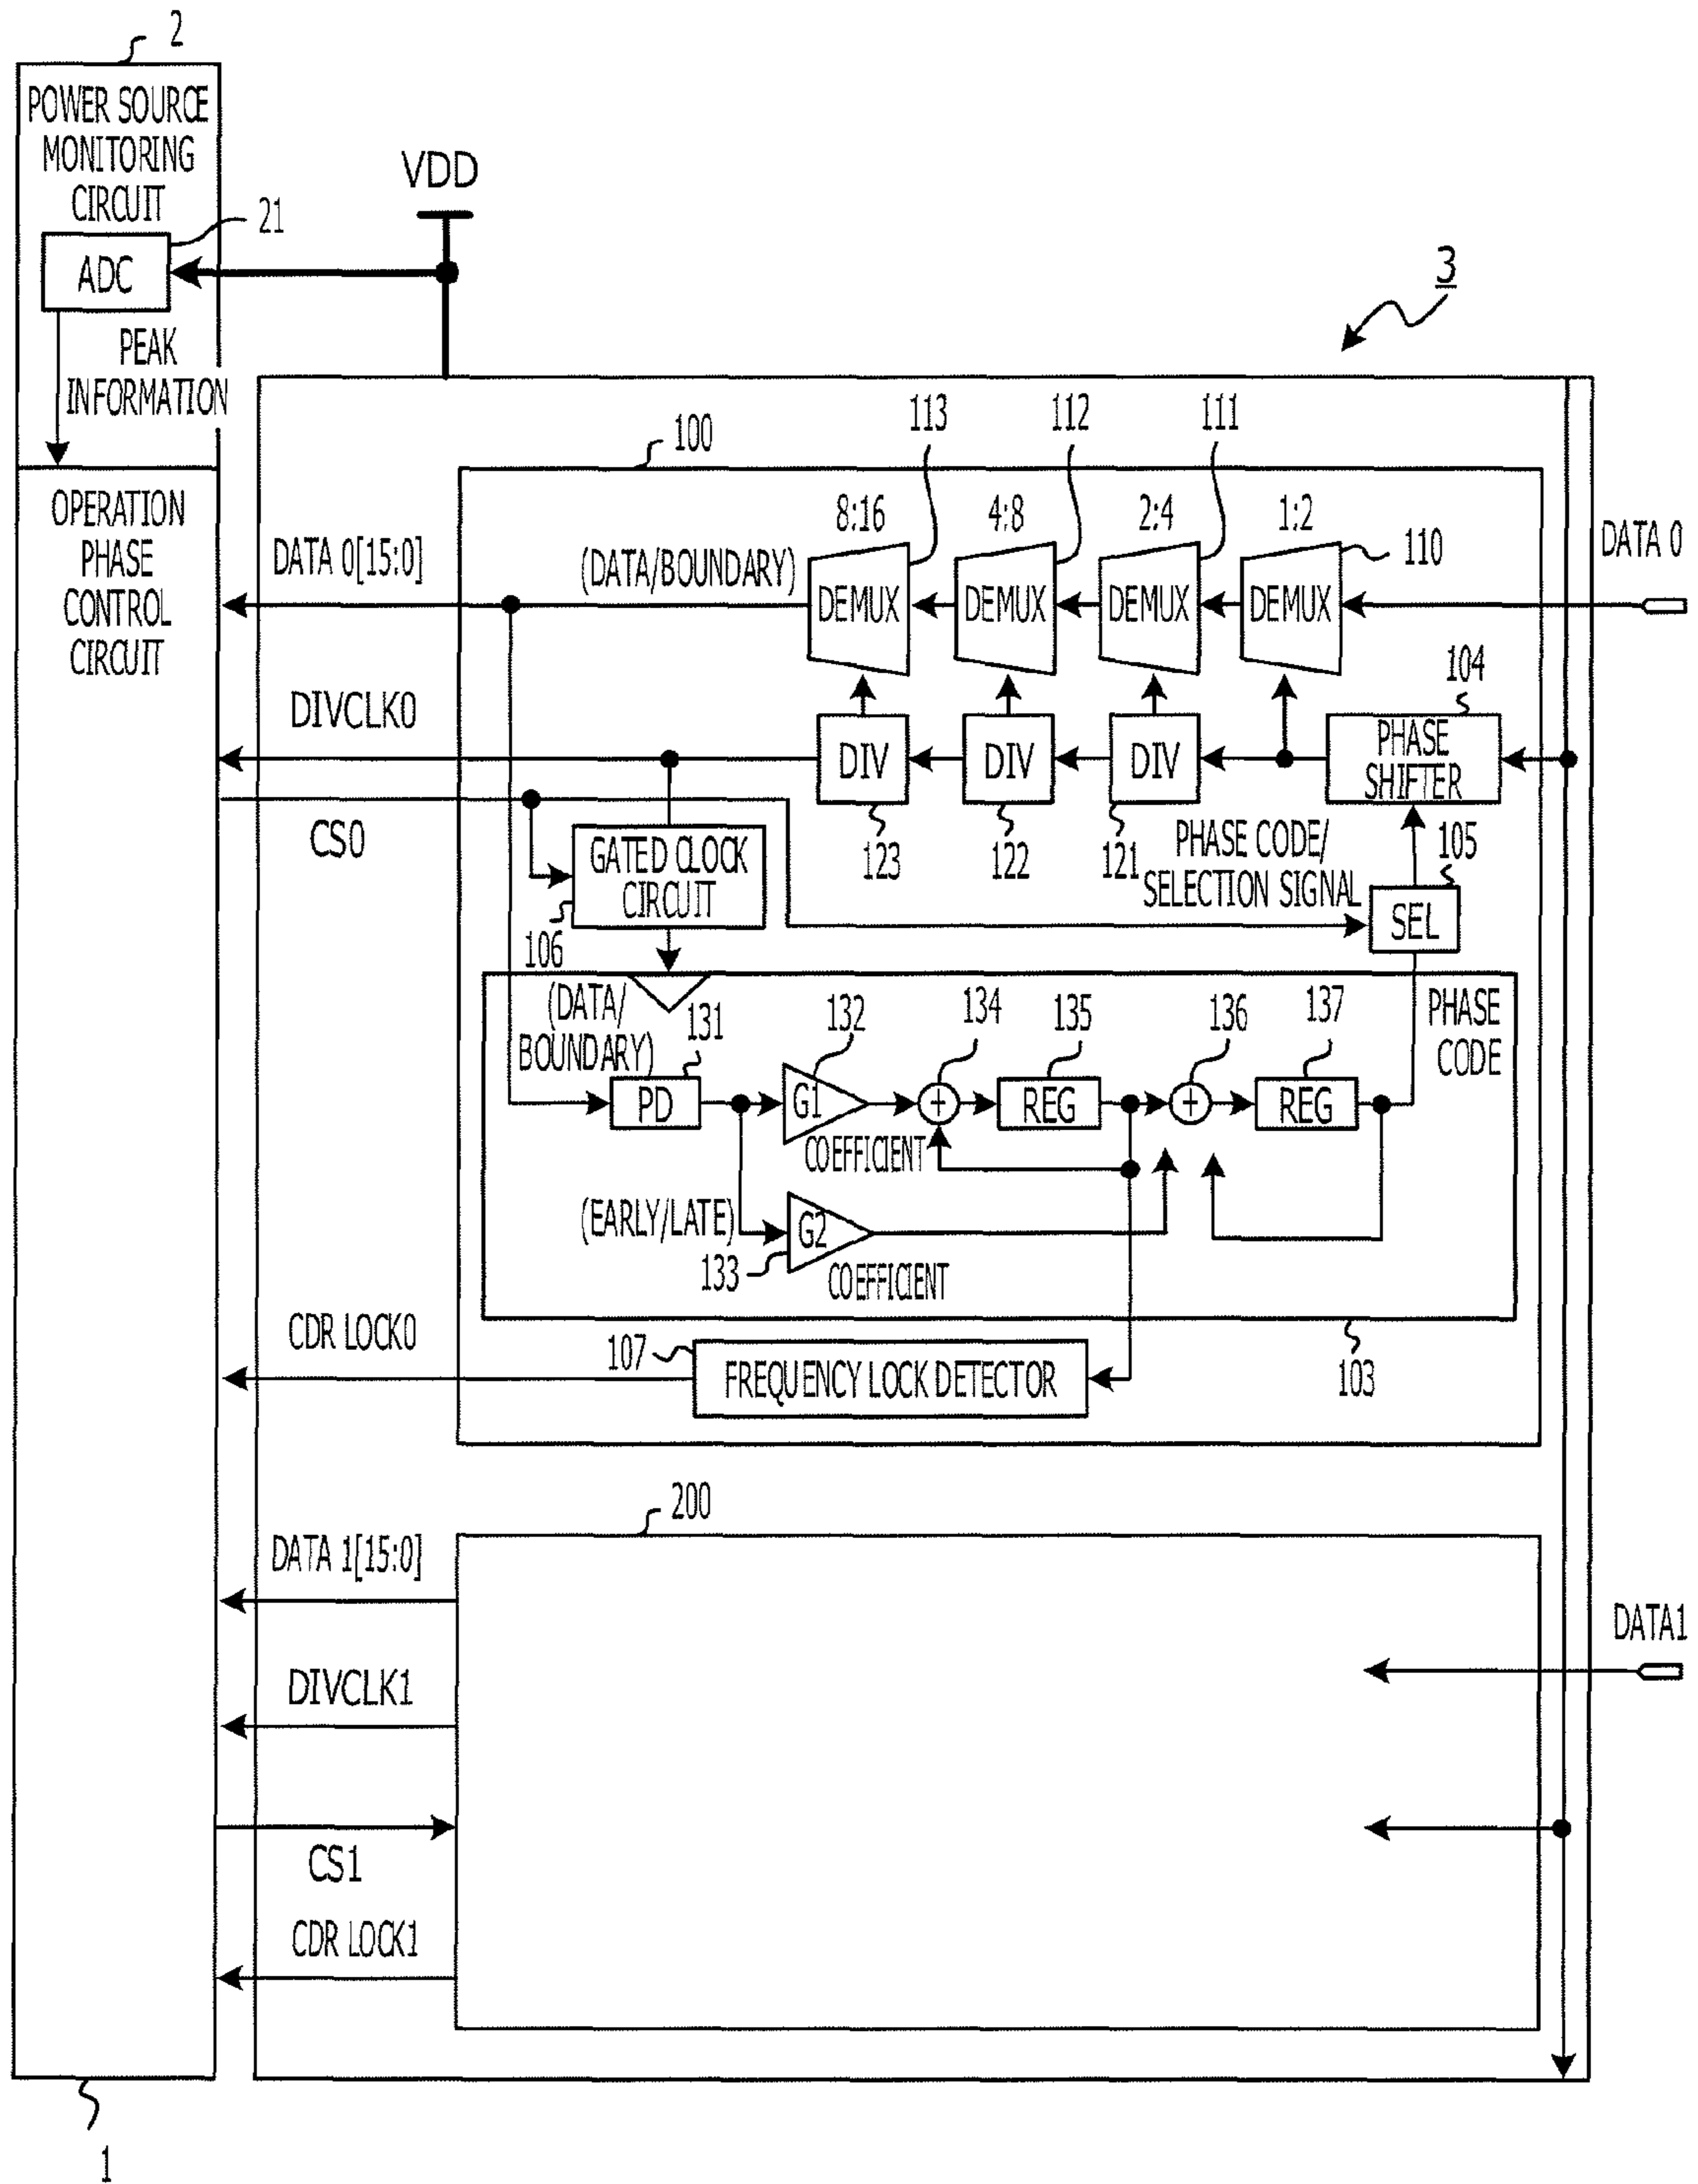 2
POWER SOURCE
MONITORING
CIRCUIT
21
ADC
PEAK
INFORMATION
VDD
3
OPERATION
PHASE
CONTROL
CIRCUIT
100
113
112
111
8:16
4:8
2:4
1:2
110
DATA 0
DATA 0[15:0]
(DATA/BOUNDARY)
DEMUX
DEMUX
DEMUX
DEMUX
104
DIVCLK0
DIV
DIV
DIV
PHASE
SHIFTER
123
122
121
CS0
GATED CLOCK
CIRCUIT
106
PHASE CODE/
SELECTION SIGNAL
105
SEL
(DATA/
BOUNDARY)
131
132
134
135
136
137
PHASE
CODE
PD
G1
+
REG
+
REG
COEFFICIENT
(EARLY/LATE)
G2
133
COEFFICIENT
CDR LOCK0
107
FREQUENCY LOCK DETECTOR
103
200
DATA 1[15:0]
DATA1
DIVCLK1
CS1
CDR LOCK1
1